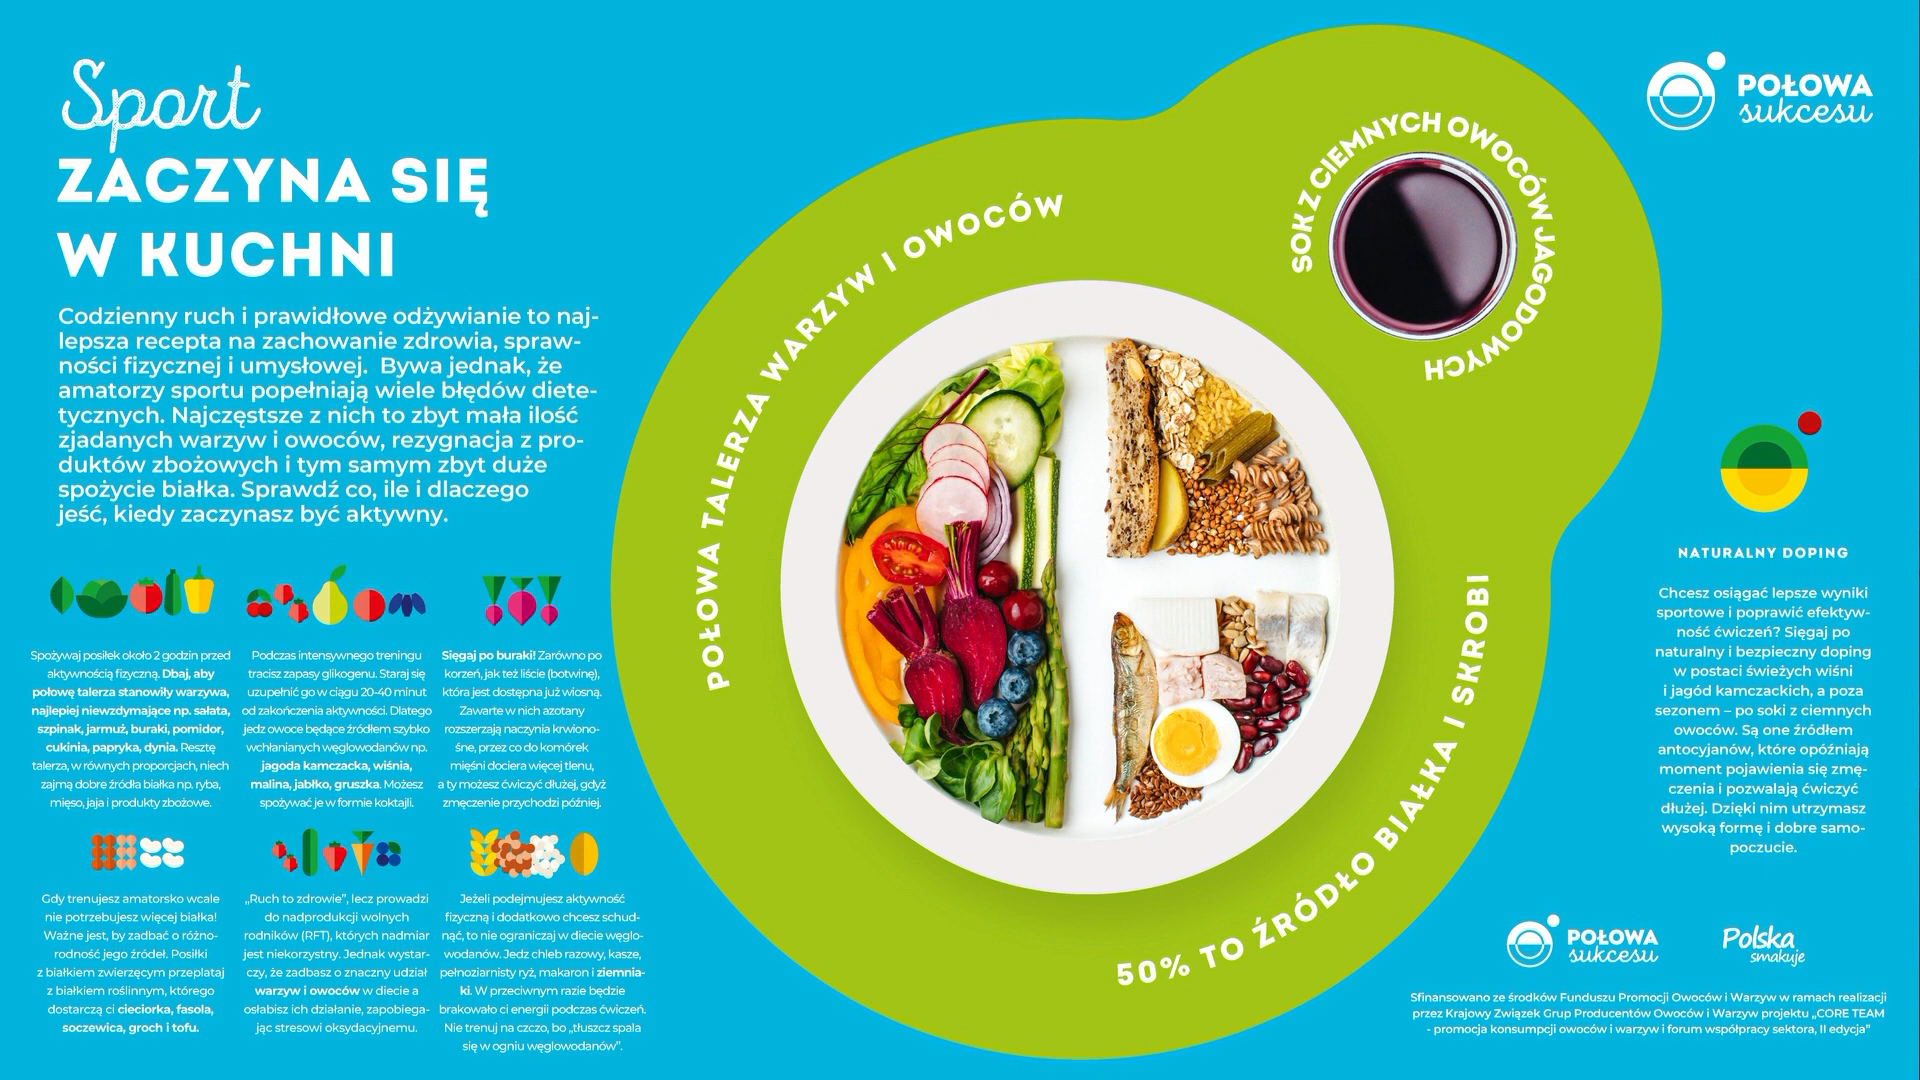 Sport
ZACZYNA SIĘ
W KUCHNI
Codzienny ruch i prawidłowe odżywianie to naj-
lepsza recepta na zachowanie zdrowia, spraw-
ności fizycznej i umysłowej.  Bywa jednak, że
amatorzy sportu popełniają wiele błędów diete-
tycznych. Najczęstsze z nich to zbyt mała ilość
zjadanych warzyw i owoców, rezygnacja z pro-
duktów zbożowych i tym samym zbyt duże
spożycie białka. Sprawdź co, ile i dlaczego
jeść, kiedy zaczynasz być aktywny.
Spożywaj posiłek około 2 godzin przed
aktywnością fizyczną. Dbaj, aby
połowę talerza stanowiły warzywa,
najlepiej niewzdymające np. sałata,
szpinak, jarmuż, buraki, pomidor,
cukinia, papryka, dynia. Resztę
talerza, w równych proporcjach, niech
zajmą dobre źródła białka np. ryba,
mięso, jaja i produkty zbożowe.
Podczas intensywnego treningu
tracisz zapasy glikogenu. Staraj się
uzupełnić go w ciągu 20-40 minut
od zakończenia aktywności. Dlatego
jedz owoce będące źródłem szybko
wchłanianych węglowodanów np.
jagoda kamczacka, wiśnia,
malina, jabłko, gruszka. Możesz
spożywać je w formie koktajli.
Sięgaj po buraki! Zarówno po
korzeń, jak też liście (botwinę),
która jest dostępna już wiosną.
Zawarte w nich azotany
rozszerzają naczynia krwiono-
śne, przez co do komórek
mięśni dociera więcej tlenu,
a ty możesz ćwiczyć dłużej, gdyż
zmęczenie przychodzi później.
Gdy trenujesz amatorsko wcale
nie potrzebujesz więcej białka!
Ważne jest, by zadbać o różno-
rodność jego źródeł. Posiłki
z białkiem zwierzęcym przeplataj
z białkiem roślinnym, którego
dostarczą ci cieciorka, fasola,
soczewica, groch i tofu.
„Ruch to zdrowie”, lecz prowadzi
do nadprodukcji wolnych
rodników (RFT), których nadmiar
jest niekorzystny. Jednak wystar-
czy, że zadbasz o znaczny udział
warzyw i owoców w diecie a
osłabisz ich działanie, zapobiega-
jąc stresowi oksydacyjnemu.
Jeżeli podejmujesz aktywność
fizyczną i dodatkowo chcesz schud-
nąć, to nie ograniczaj w diecie węglo-
wodanów. Jedz chleb razowy, kasze,
pełnoziarnisty ryż, makaron i ziemnia-
ki. W przeciwnym razie będzie
brakowało ci energii podczas ćwiczeń.
Nie trenuj na czczo, bo „tłuszcz spala
się w ogniu węglowodanów”.
POŁOWA TALERZA WARZYW I OWOCÓW
SOK Z CIEMNYCH OWOCÓW JAGODOWYCH
50% TO ŹRÓDŁO BIAŁKA I SKROBI
POŁOWA
sukcesu
NATURALNY DOPING
Chcesz osiągać lepsze wyniki
sportowe i poprawić efektyw-
ność ćwiczeń? Sięgaj po
naturalny i bezpieczny doping
w postaci świeżych wiśni
i jagód kamczackich, a poza
sezonem – po soki z ciemnych
owoców. Są one źródłem
antocyjanów, które opóźniają
moment pojawienia się zmę-
czenia i pozwalają ćwiczyć
dłużej. Dzięki nim utrzymasz
wysoką formę i dobre samo-
poczucie.
POŁOWA
sukcesu
Polska
smakuje
Sfinansowano ze środków Funduszu Promocji Owoców i Warzyw w ramach realizacji
przez Krajowy Związek Grup Producentów Owoców i Warzyw projektu „CORE TEAM
- promocja konsumpcji owoców i warzyw i forum współpracy sektora, II edycja”